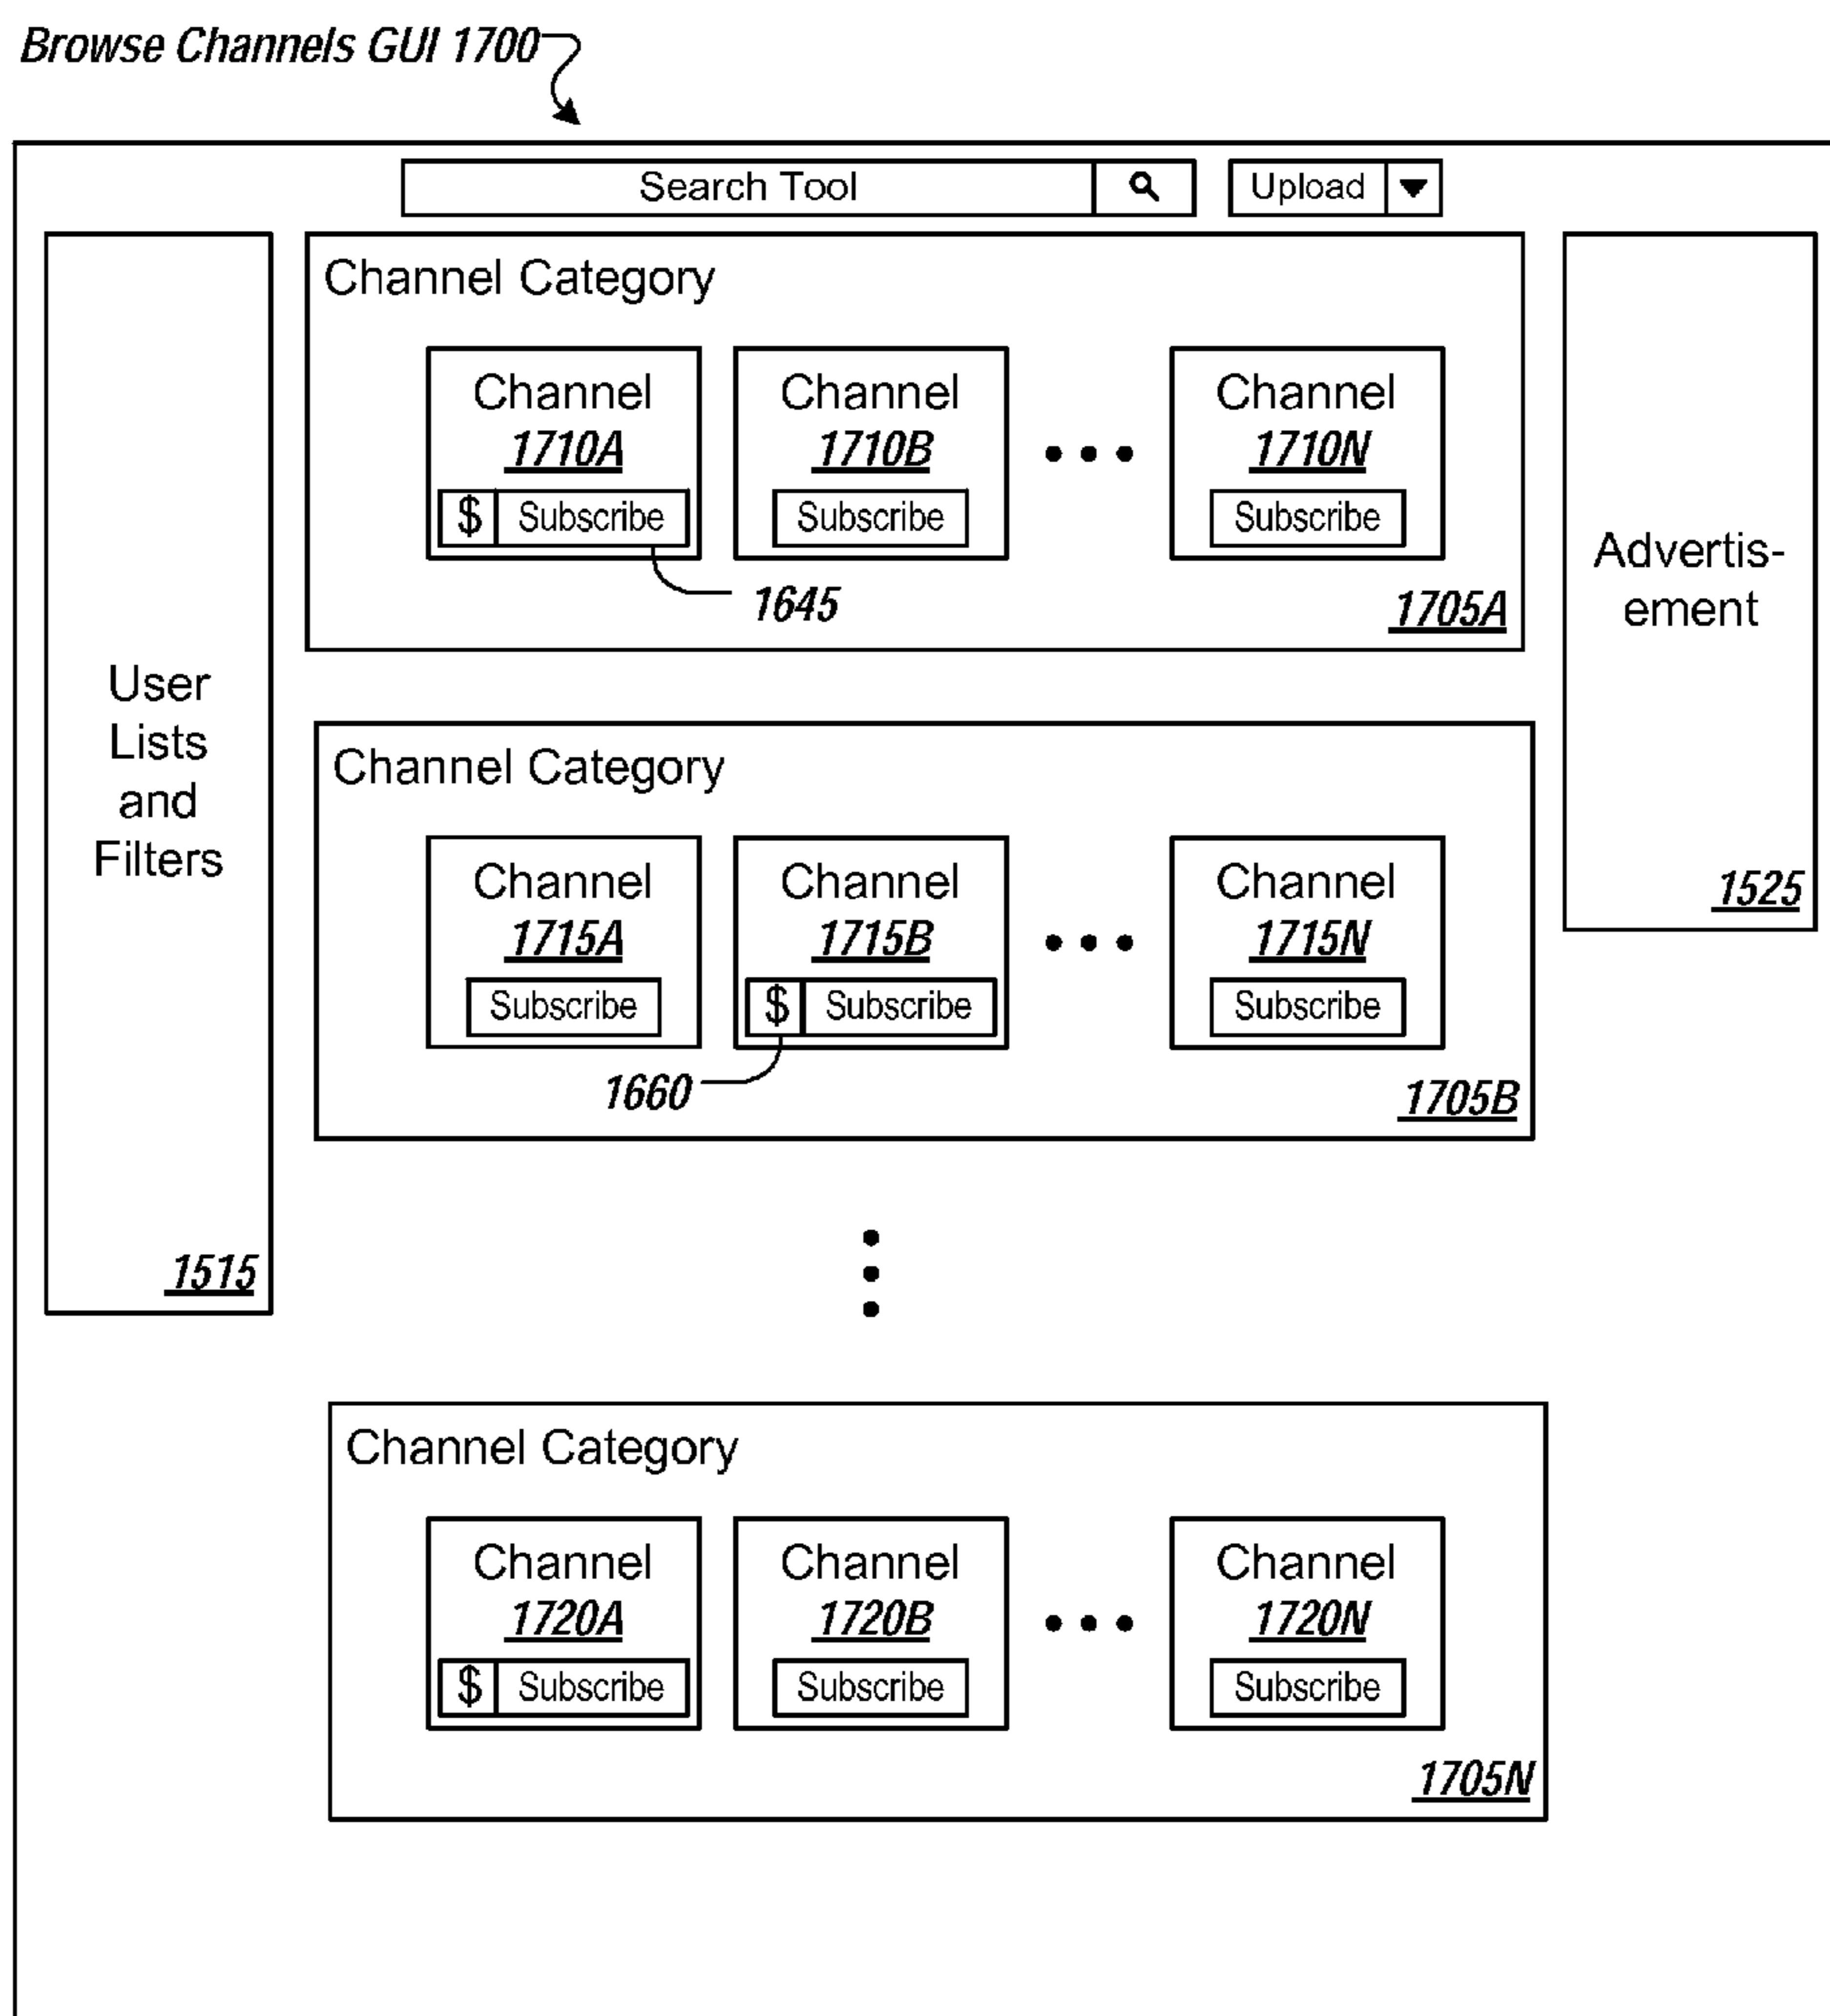 Browse Channels GUI 1700
Search Tool
Upload
User
Lists
and
Filters
1515
Channel Category
Channel
1710A
$ Subscribe
1645
Channel
1710B
Subscribe
Channel
1710N
Subscribe
1705A
Advertis-
ement
1525
Channel Category
Channel
1715A
Subscribe
Channel
1715B
$ Subscribe
1660
Channel
1715N
Subscribe
1705B
Channel Category
Channel
1720A
$ Subscribe
Channel
1720B
Subscribe
Channel
1720N
Subscribe
1705N